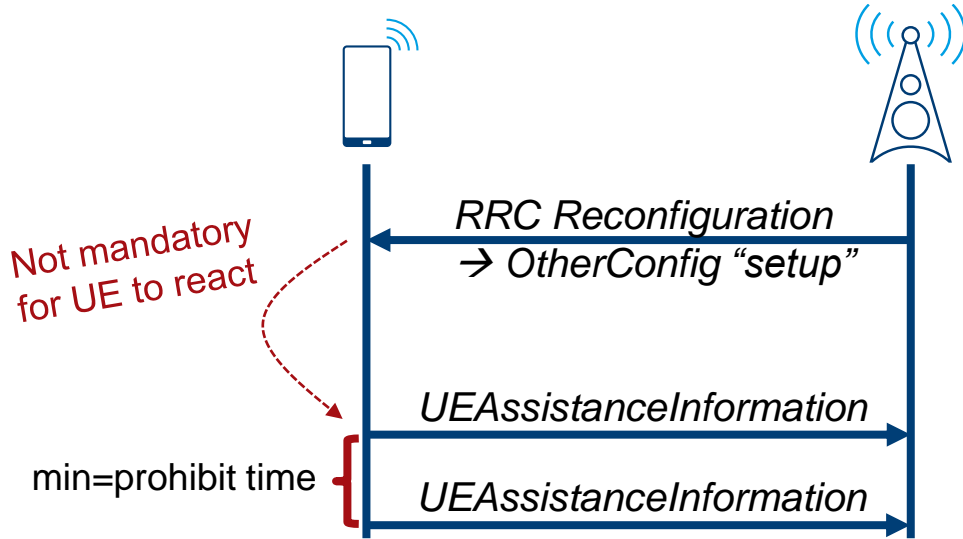 RRC Reconfiguration
→ OtherConfig “setup”
Not mandatory
for UE to react
UEAssistanceInformation
min=prohibit time
UEAssistanceInformation